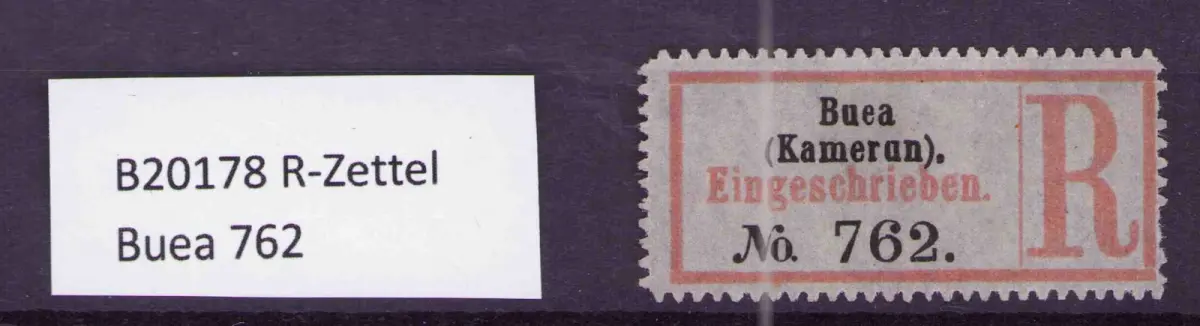 B20178 R-Zettel
Buea 762
Buea
(Kamerun).
Eingeschrieben.
No. 762.
R